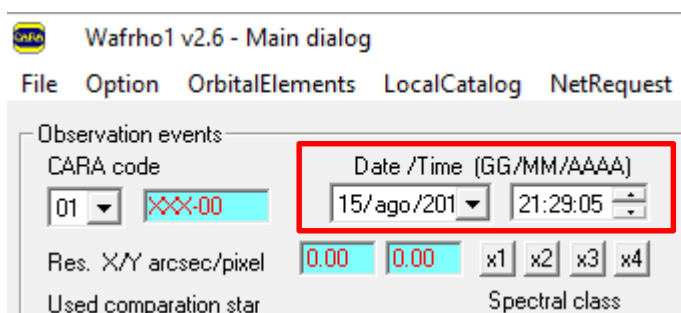 CARA Wafrho1 v2.6 - Main dialog
File Option OrbitalElements LocalCatalog NetRequest
Observation events
CARA code Date /Time (GG/MM/AAAA)
01 XXX-00 15/ago/201 21:29:05
Res. X/Y arcsec/pixel 0.00 0.00 x1 x2 x3 x4
Used comparation star Spectral class